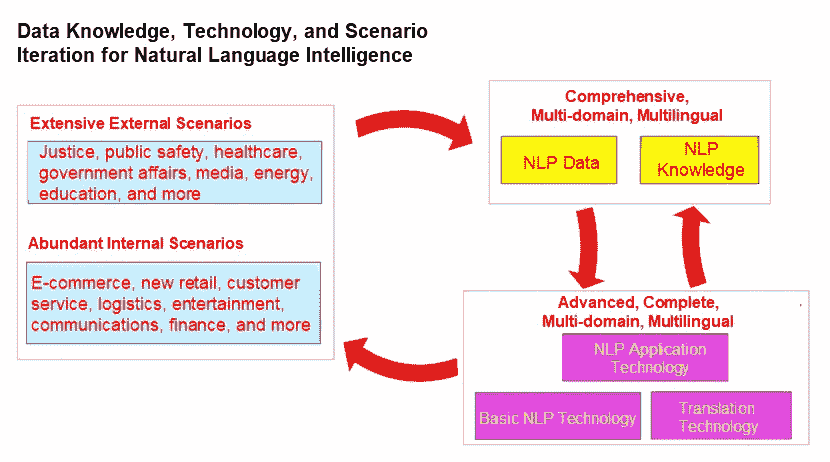 Data Knowledge, Technology, and Scenario
Iteration for Natural Language Intelligence
Extensive External Scenarios
Justice, public safety, healthcare,
government affairs, media, energy,
education, and more
Abundant Internal Scenarios
E-commerce, new retail, customer
service, logistics, entertainment,
communications, finance, and more
Comprehensive,
Multi-domain, Multilingual
NLP Data
NLP
Knowledge
Advanced, Complete,
Multi-domain, Multilingual
NLP Application
Technology
Basic NLP Technology
Translation
Technology